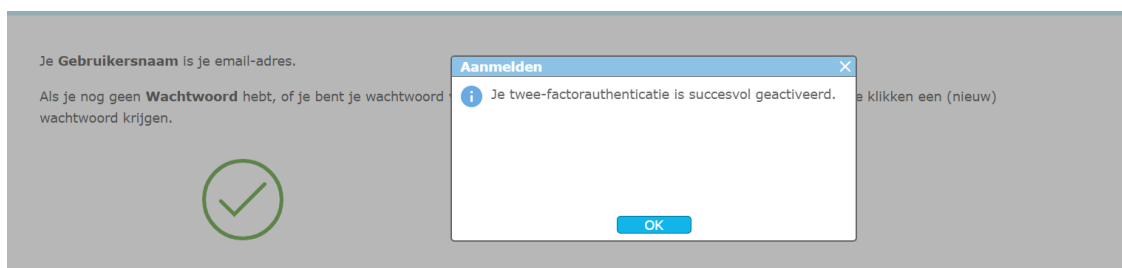 Je Gebruikersnaam is je email-adres.
Als je nog geen Wachtwoord hebt, of je bent je wachtwoord
e klikken een (nieuw)
wachtwoord krijgen.
Aanmelden
Je twee-factorauthenticatie is succesvol geactiveerd.
OK